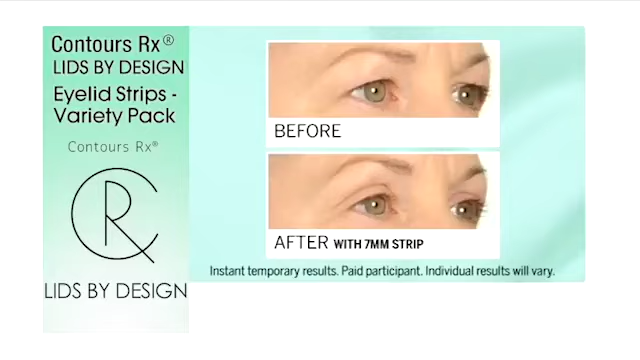 Contours Rx®
LIDS BY DESIGN
Eyelid Strips -
Variety Pack
Contours Rx®
CR
LIDS BY DESIGN
BEFORE
AFTER WITH 7MM STRIP
Instant temporary results. Paid participant. Individual results will vary.